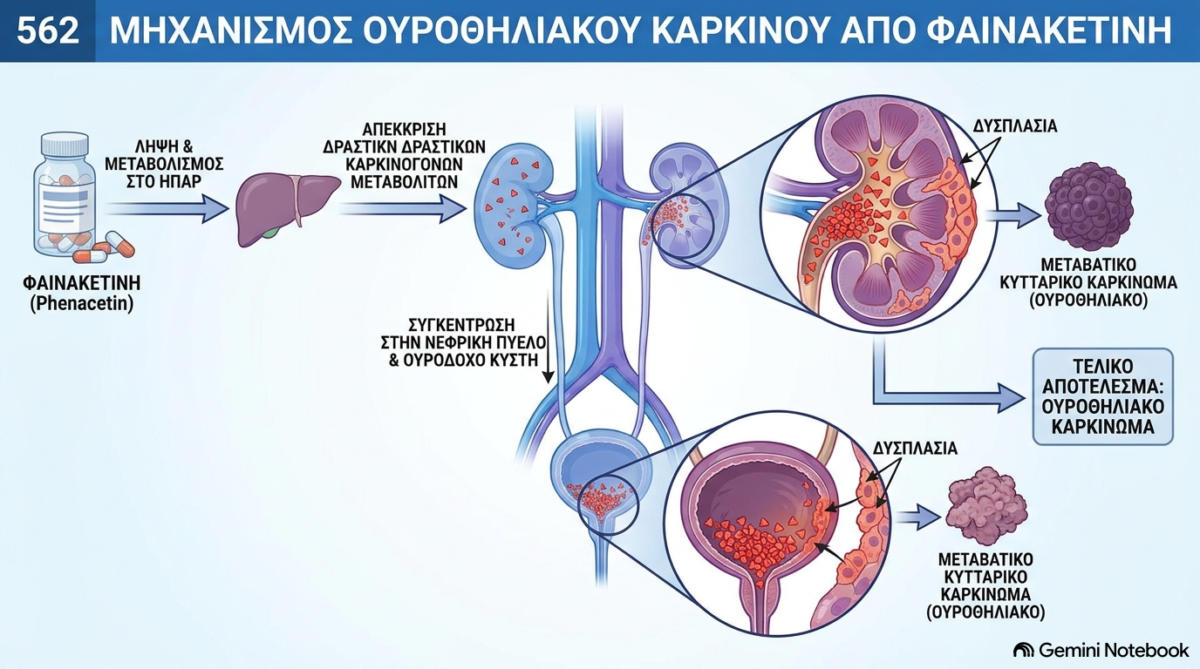 562 ΜΗΧΑΝΙΣΜΟΣ ΟΥΡΟΘΗΛΙΑΚΟΥ ΚΑΡΚΙΝΟΥ ΑΠΟ ΦΑΙΝΑΚΕΤΙΝΗ
ΛΗΨΗ &
ΜΕΤΑΒΟΛΙΣΜΟΣ
ΣΤΟ ΗΠΑΡ
ΦΑΙΝΑΚΕΤΙΝΗ
(Phenacetin)
ΑΠΕΚΚΡΙΣΗ
ΔΡΑΣΤΙΚΝ ΔΡΑΣΤΙΚΩΝ
ΚΑΡΚΙΝΟΓΟΝΩΝ
ΜΕΤΑΒΟΛΙΤΩΝ
ΣΥΓΚΕΝΤΡΩΣΗ
ΣΤΗΝ ΝΕΦΡΙΚΗ ΠΥΕΛΟ
& ΟΥΡΟΔΟΧΟ ΚΥΣΤΗ
ΔΥΣΠΛΑΣΙΑ
ΜΕΤΑΒΑΤΙΚΟ
ΚΥΤΤΑΡΙΚΟ ΚΑΡΚΙΝΩΜΑ
(ΟΥΡΟΘΗΛΙΑΚΟ)
ΤΕΛΙΚΟ
ΑΠΟΤΕΛΕΣΜΑ:
ΟΥΡΟΘΗΛΙΑΚΟ
ΚΑΡΚΙΝΩΜΑ
ΔΥΣΠΛΑΣΙΑ
ΜΕΤΑΒΑΤΙΚΟ
ΚΥΤΤΑΡΙΚΟ
ΚΑΡΚΙΝΩΜΑ
(ΟΥΡΟΘΗΛΙΑΚΟ)
Gemini Notebook